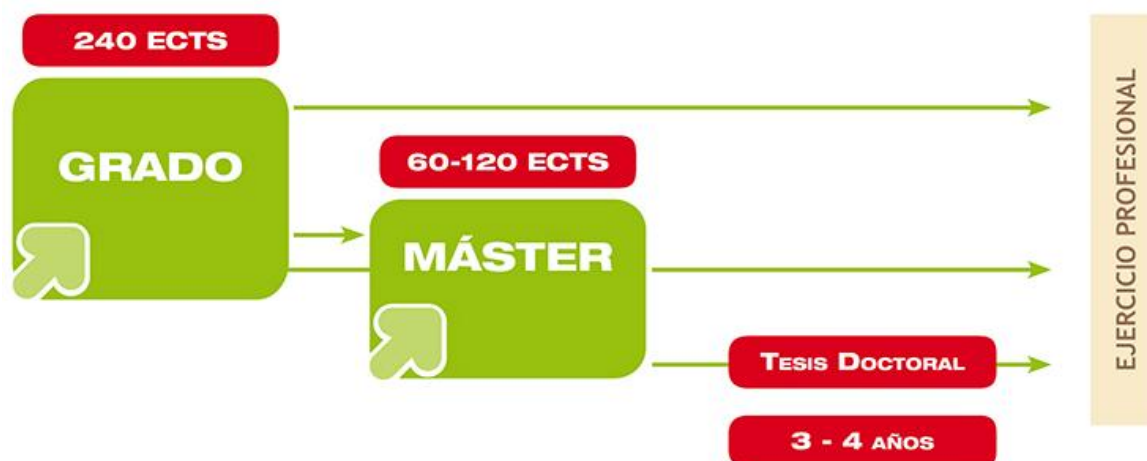 240 ECTS
GRADO
60-120 ECTS
MÁSTER
TESIS DOCTORAL
3 - 4 AÑOS
EJERCICIO PROFESIONAL